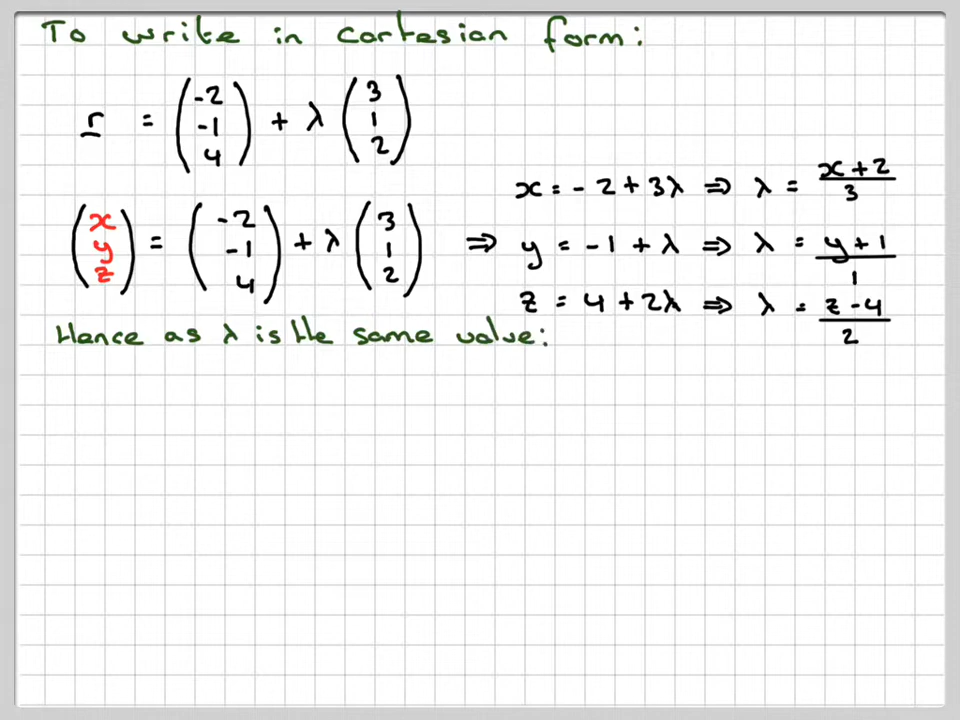 To write in cartesian form:
r = (-2 -1 4) + λ (3 1 2)
(x y z) = (-2 -1 4) + λ (3 1 2) ⇒
x = -2 + 3λ ⇒ λ = (x+2)/3
y = -1 + λ ⇒ λ = (y+1)/1
z = 4 + 2λ ⇒ λ = (z-4)/2
Hence as λ is the same value: